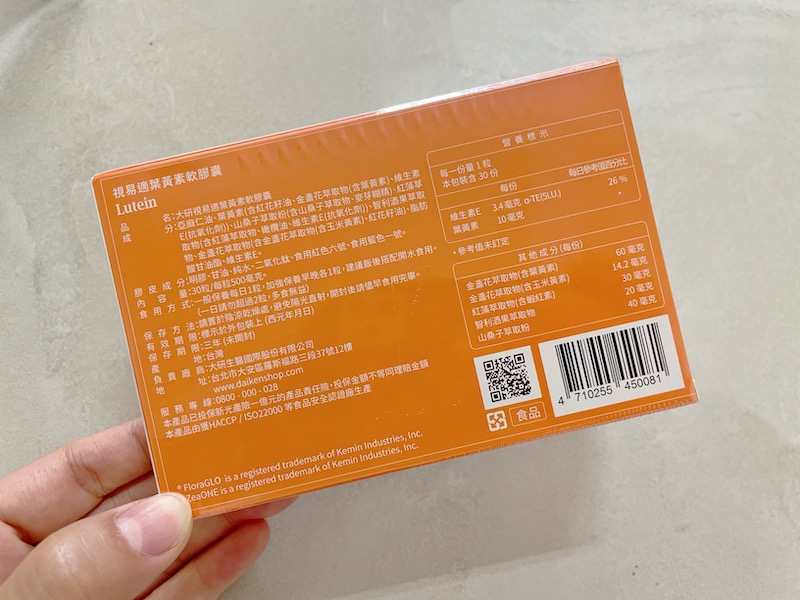 視易適葉黃素軟膠囊
Lutein
品名:大研視易適葉黃素軟膠囊
成分:亞麻仁油、葉黃素(含紅花籽油、金盞花萃取物(含葉黃素)、維生素
E(抗氧化劑))、山桑子萃取粉(含山桑子萃取物、麥芽糊精)、紅藻萃
取物(含紅藻萃取物、橄欖油、維生素E(抗氧化劑))、智利酒果萃取
物、金盞花萃取物(含金盞花萃取物(含玉米黃素)、紅花籽油)、脂肪
酸甘油酯、維生素E。
膠皮成分:明膠、甘油、純水、二氧化鈦、食用紅色六號、食用藍色一號。
內容量:30粒/每粒500毫克。
食用方式:一般保養每日1粒,加強保養早晚各1粒,建議飯後搭配開水食用。
(一日請勿超過2粒,多食無益)
保存方法:請置於陰涼乾燥處,避免陽光直射,開封後請儘早食用完畢。
有效期限:標示於外包裝上 (西元年月日)
保存期限:三年 (未開封)
產地:台灣
負責廠商:大研生醫國際股份有限公司
地址:台北市大安區羅斯福路三段37號12樓
www.daikenshop.com
服務專線:0800 - 000 - 028
本產品已投保新光產險一億元產品責任險,投保金額不等同理賠金額
本產品由獲HACCP / ISO22000 等食品安全認證廠生產
® FloraGLO is a registered trademark of Kemin Industries, Inc.
ZeaONE is a registered trademark of Kemin Industries, Inc.
營養標示
每一份量 1 粒
本包裝含 30 份
每份 每日參考值百分比
維生素E 3.4 毫克 α-TE(5I.U.) 26 %
葉黃素 10 毫克 *
*參考值未訂定
其他成分(每份)
金盞花萃取物(含葉黃素) 60 毫克
金盞花萃取物(含玉米黃素) 14.2 毫克
紅藻萃取物(含蝦紅素) 30 毫克
智利酒果萃取物 20 毫克
山桑子萃取粉 40 毫克
食品
4 710255 450081